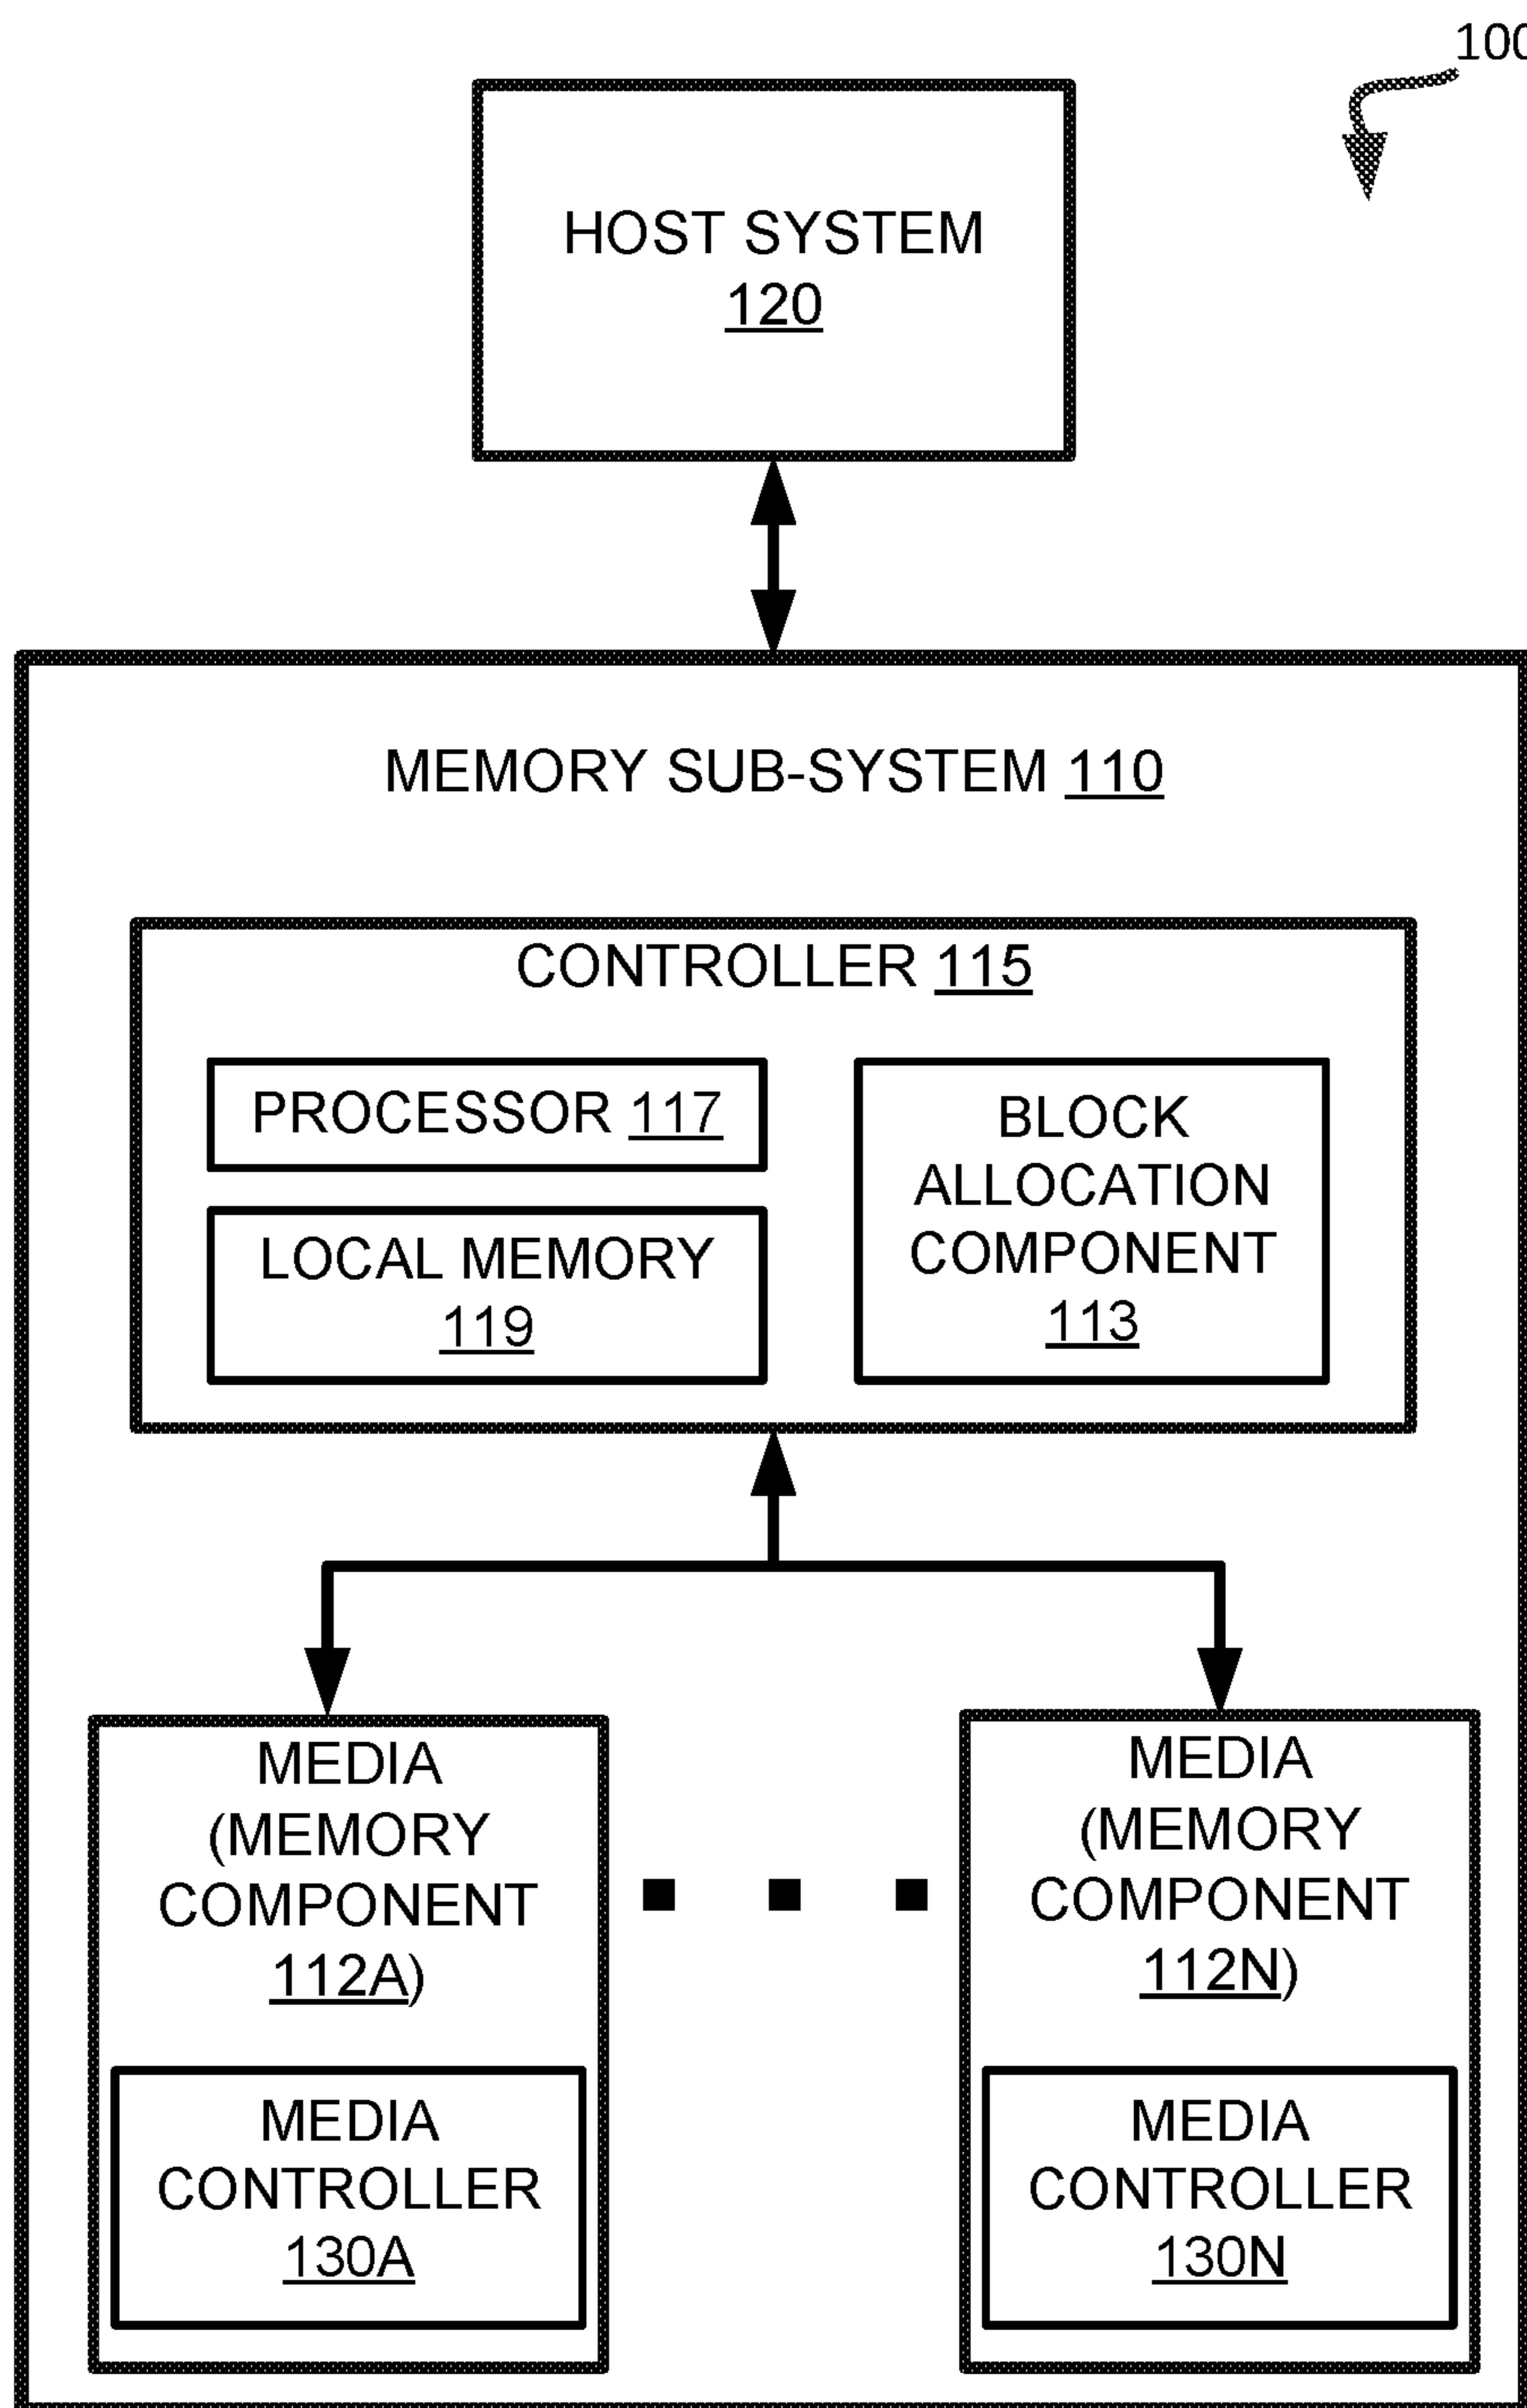 100
HOST SYSTEM
120
MEMORY SUB-SYSTEM 110
CONTROLLER 115
PROCESSOR 117
LOCAL MEMORY
119
BLOCK
ALLOCATION
COMPONENT
113
MEDIA
(MEMORY
COMPONENT
112A)
MEDIA
CONTROLLER
130A
MEDIA
(MEMORY
COMPONENT
112N)
MEDIA
CONTROLLER
130N